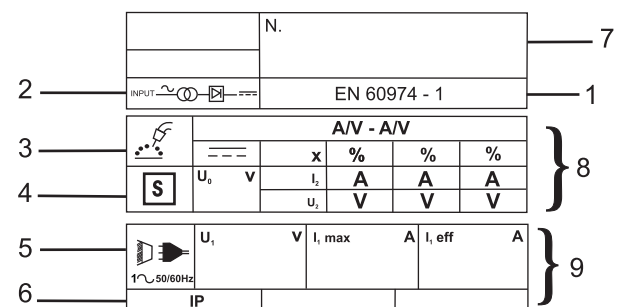 N.
7
2
INPUT
EN 60974 - 1
1
A/V - A/V
3
X % % %
8
4
S
U₀ V I₂ A A A
U₂ V V V
5
U₁ V I₁ max A I₁ eff A
9
1~ 50/60Hz
6
IP